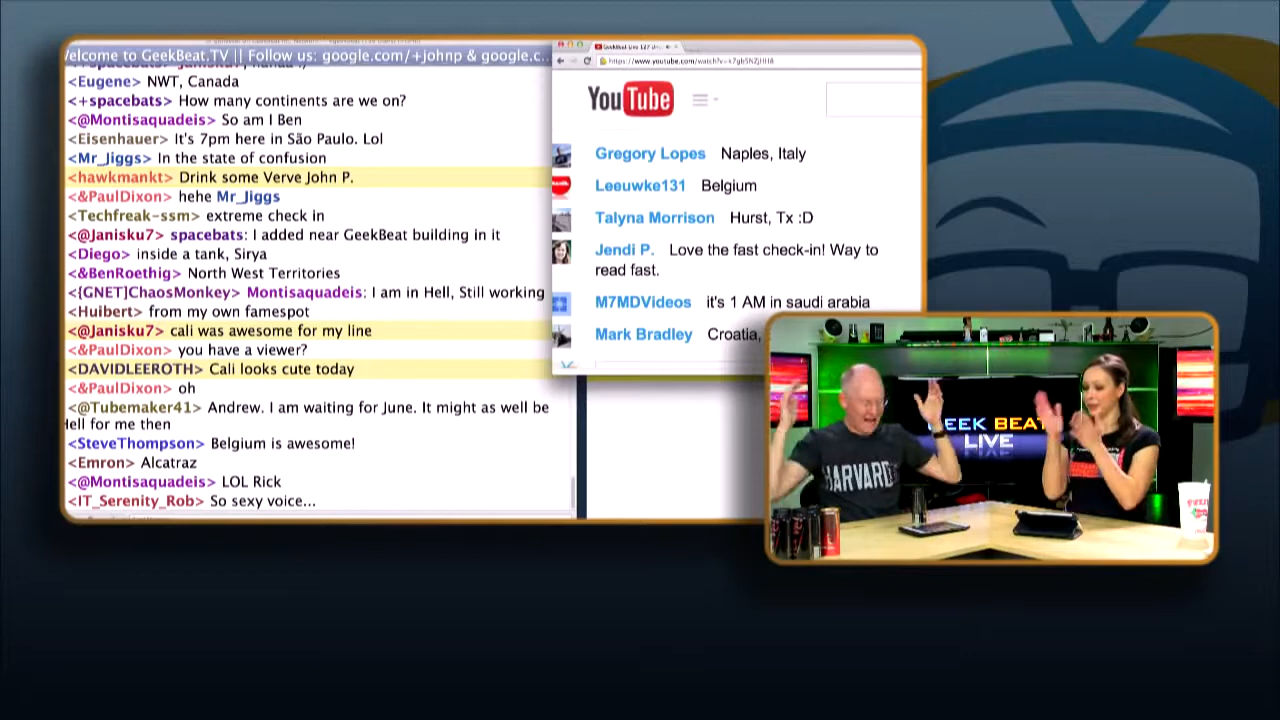 Welcome to GeekBeat.TV || Follow us: google.com/+johnp & google.c...
<Eugene> NWT, Canada
<+spacebats> How many continents are we on?
<@Montisaquadeis> So am I Ben
<Eisenhauer> It's 7pm here in São Paulo. Lol
<Mr_Jiggs> In the state of confusion
<hawkmankt> Drink some Verve John P.
<&PaulDixon> hehe Mr_Jiggs
<Techfreak-ssm> extreme check in
<@Janisku7> spacebats: I added near GeekBeat building in it
<Diego> inside a tank, Sirya
<&BenRoethig> North West Territories
<{GNET]ChaosMonkey> Montisaquadeis: I am in Hell, Still working
<Huibert> from my own famespot
<@Janisku7> cali was awesome for my line
<&PaulDixon> you have a viewer?
<DAVIDLEEROTH> Cali looks cute today
<&PaulDixon> oh
<@Tubemaker41> Andrew. I am waiting for June. It might as well be
Hell for me then
<SteveThompson> Belgium is awesome!
<Emron> Alcatraz
<@Montisaquadeis> LOL Rick
<IT_Serenity_Rob> So sexy voice...
YouTube
Gregory Lopes Naples, Italy
Leeuwke131 Belgium
Talyna Morrison Hurst, Tx :D
Jendi P. Love the fast check-in! Way to
read fast.
M7MDVideos it's 1 AM in saudi arabia
Mark Bradley Croatia,
GEEK BEAT
LIVE
HARVARD